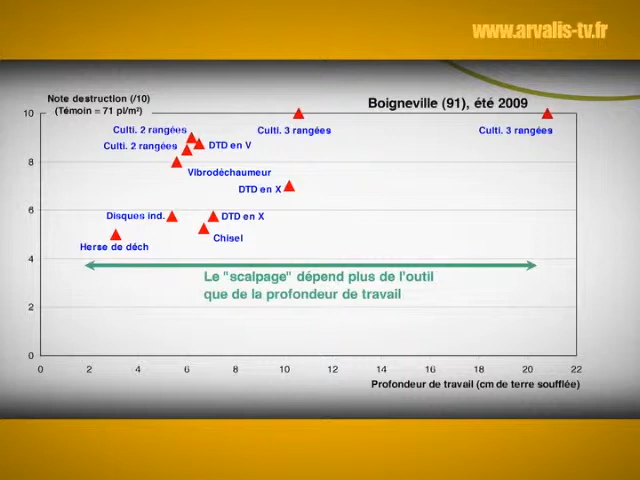 www.arvalis-tv.fr
Note destruction (/10)
(Témoin = 71 pl/m²)
Boigneville (91), été 2009
10
8
6
4
2
0
Culti. 2 rangées
Culti. 3 rangées
Culti. 3 rangées
Culti. 2 rangées
DTD en V
Vibrodéchaumeur
DTD en X
Disques ind.
DTD en X
Chisel
Herse de déch
Le "scalpage" dépend plus de l'outil
que de la profondeur de travail
0 2 4 6 8 10 12 14 16 18 20 22
Profondeur de travail (cm de terre soufflée)